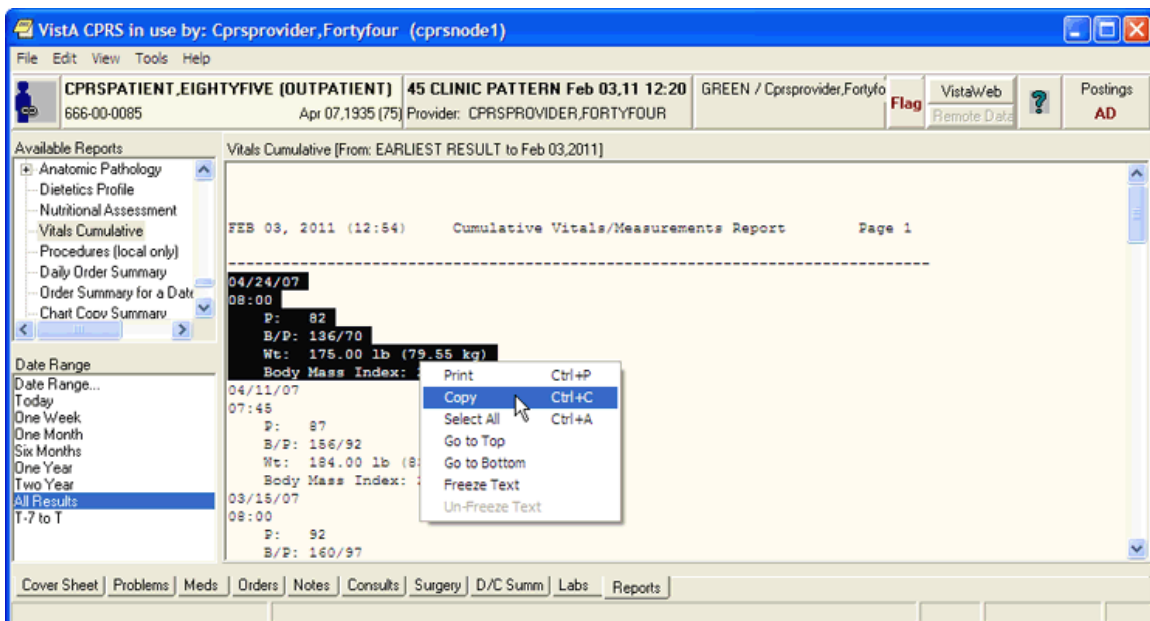 VistA CPRS in use by: Cprsprovider,Fortyfour (cprsnode1)
File Edit View Tools Help
CPRSPATIENT,EIGHTYFIVE (OUTPATIENT)
666-00-0085 Apr 07,1935 (75)
45 CLINIC PATTERN Feb 03,11 12:20
Provider: CPRSPROVIDER,FORTYFOUR
GREEN / Cprsprovider,Fortyfo
Flag
VistaWeb
Remote Data
?
Postings
AD
Available Reports
Anatomic Pathology
Dietetics Profile
Nutritional Assessment
Vitals Cumulative
Procedures (local only)
Daily Order Summary
Order Summary for a Date
Chart Copy Summary
Date Range
Date Range...
Today
One Week
One Month
Six Months
One Year
Two Year
All Results
T-7 to T
Vitals Cumulative [From: EARLIEST RESULT to Feb 03,2011]
FEB 03, 2011 (12:54) Cumulative Vitals/Measurements Report Page 1
--------------------------------------------------------------------------------
04/24/07
08:00
P: 82
B/P: 136/70
Wt: 175.00 lb (79.55 kg)
Body Mass Index:
04/11/07
07:45
P: 87
B/P: 156/92
Wt: 184.00 lb (8
Body Mass Index:
03/15/07
08:00
P: 92
B/P: 160/97
Print Ctrl+P
Copy Ctrl+C
Select All Ctrl+A
Go to Top
Go to Bottom
Freeze Text
Un-Freeze Text
Cover Sheet Problems Meds Orders Notes Consults Surgery D/C Summ Labs Reports